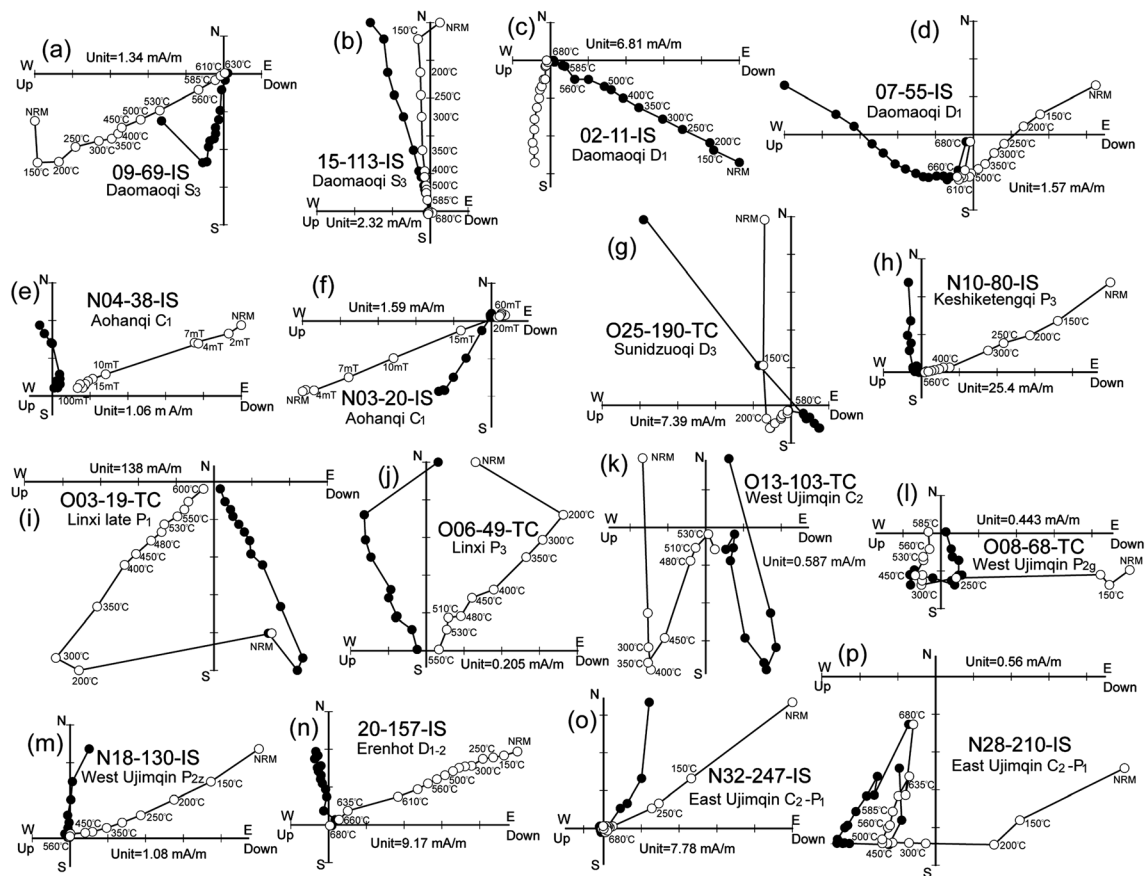 (a)
N
Unit=1.34 mA/m
610°C 630°C
W
E
Up
Down
585°C
560°C
530°C
NRM
500°C
450°C
400°C
350°C
250°C
300°C
150°C 200°C
09-69-IS
Daomaoqi S3
S
(b)
N
NRM
150°C
200°C
250°C
300°C
350°C
400°C
500°C
585°C
680°C
15-113-IS
Daomaoqi S3
W
E
Up
Down
Unit=2.32 mA/m
S
(c)
N
Unit=6.81 mA/m
680°C
W
E
Up
Down
585°C
560°C
500°C
400°C
350°C
300°C
250°C
200°C
150°C
NRM
02-11-IS
Daomaoqi D1
S
(d)
N
07-55-IS
Daomaoqi D1
NRM
150°C
200°C
W
E
Up
Down
680°C
250°C
300°C
660°C
350°C
500°C
610°C
Unit=1.57 mA/m
S
(e)
N
N04-38-IS
Aohanqi C1
NRM
7mT
4mT
2mT
10mT
15mT
W
E
Up
Down
100mT
Unit=1.06 m A/m
S
(f)
N
Unit=1.59 mA/m
60mT
W
E
Up
Down
20mT
15mT
10mT
7mT
NRM
4mT
N03-20-IS
Aohanqi C1
S
(g)
N
NRM
O25-190-TC
Sunidzuoqi D3
150°C
580°C
W
E
Up
Down
200°C
Unit=7.39 mA/m
S
(h)
N
N10-80-IS
Keshiketengqi P3
NRM
150°C
250°C
200°C
300°C
400°C
W
E
Up
Down
560°C
Unit=25.4 mA/m
S
(i)
N
Unit=138 mA/m
W
E
Up
Down
600°C
O03-19-TC
Linxi late P1
550°C
530°C
480°C
450°C
400°C
350°C
NRM
300°C
200°C
S
(j)
N
NRM
200°C
O06-49-TC
Linxi P3
300°C
350°C
400°C
450°C
510°C
480°C
530°C
W
E
Up
Down
550°C
Unit=0.205 mA/m
S
(k)
N
NRM
O13-103-TC
West Ujimqin C2
W
E
Up
Down
530°C
510°C
480°C
Unit=0.587 mA/m
450°C
300°C
350°C
400°C
S
(l)
N
Unit=0.443 mA/m
585°C
W
E
Up
Down
560°C
530°C
O08-68-TC
West Ujimqin P2g
450°C
250°C
NRM
300°C
150°C
S
(m)
N
N18-130-IS
West Ujimqin P2z
NRM
150°C
200°C
250°C
450°C
350°C
W
E
Up
Down
560°C
Unit=1.08 mA/m
S
(n)
N
20-157-IS
Erenhot D1-2
250°C
NRM
150°C
300°C
500°C
560°C
610°C
635°C
660°C
W
E
Up
Down
680°C
Unit=9.17 mA/m
S
(o)
N
NRM
150°C
250°C
N32-247-IS
East Ujimqin C2-P1
W
E
Up
Down
680°C
Unit=7.78 mA/m
S
(p)
N
Unit=0.56 mA/m
W
E
Up
Down
680°C
N28-210-IS
East Ujimqin C2-P1
NRM
635°C
585°C
560°C
500°C
450°C
300°C
150°C
200°C
S